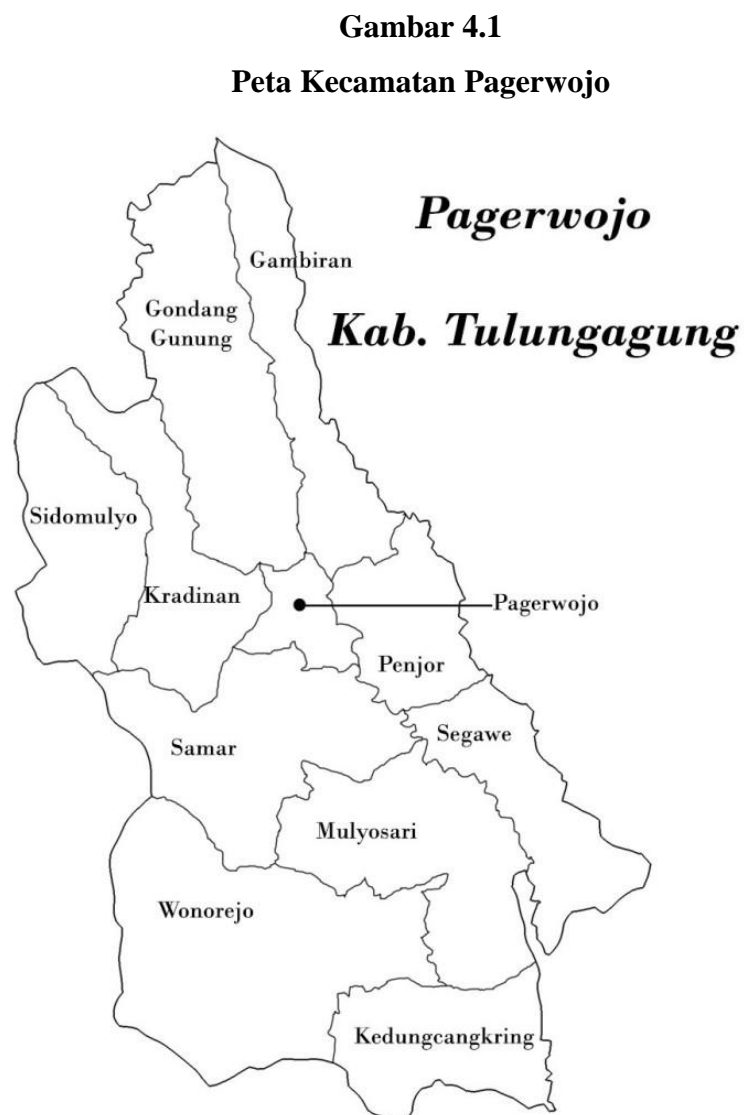 Gambar 4.1
Peta Kecamatan Pagerwojo
Pagerwojo
Kab. Tulungagung
Gambiran
Gondang
Gunung
Sidomulyo
Kradinan
Pagerwojo
Penjor
Segawe
Samar
Mulyosari
Wonorejo
Kedungcangkring